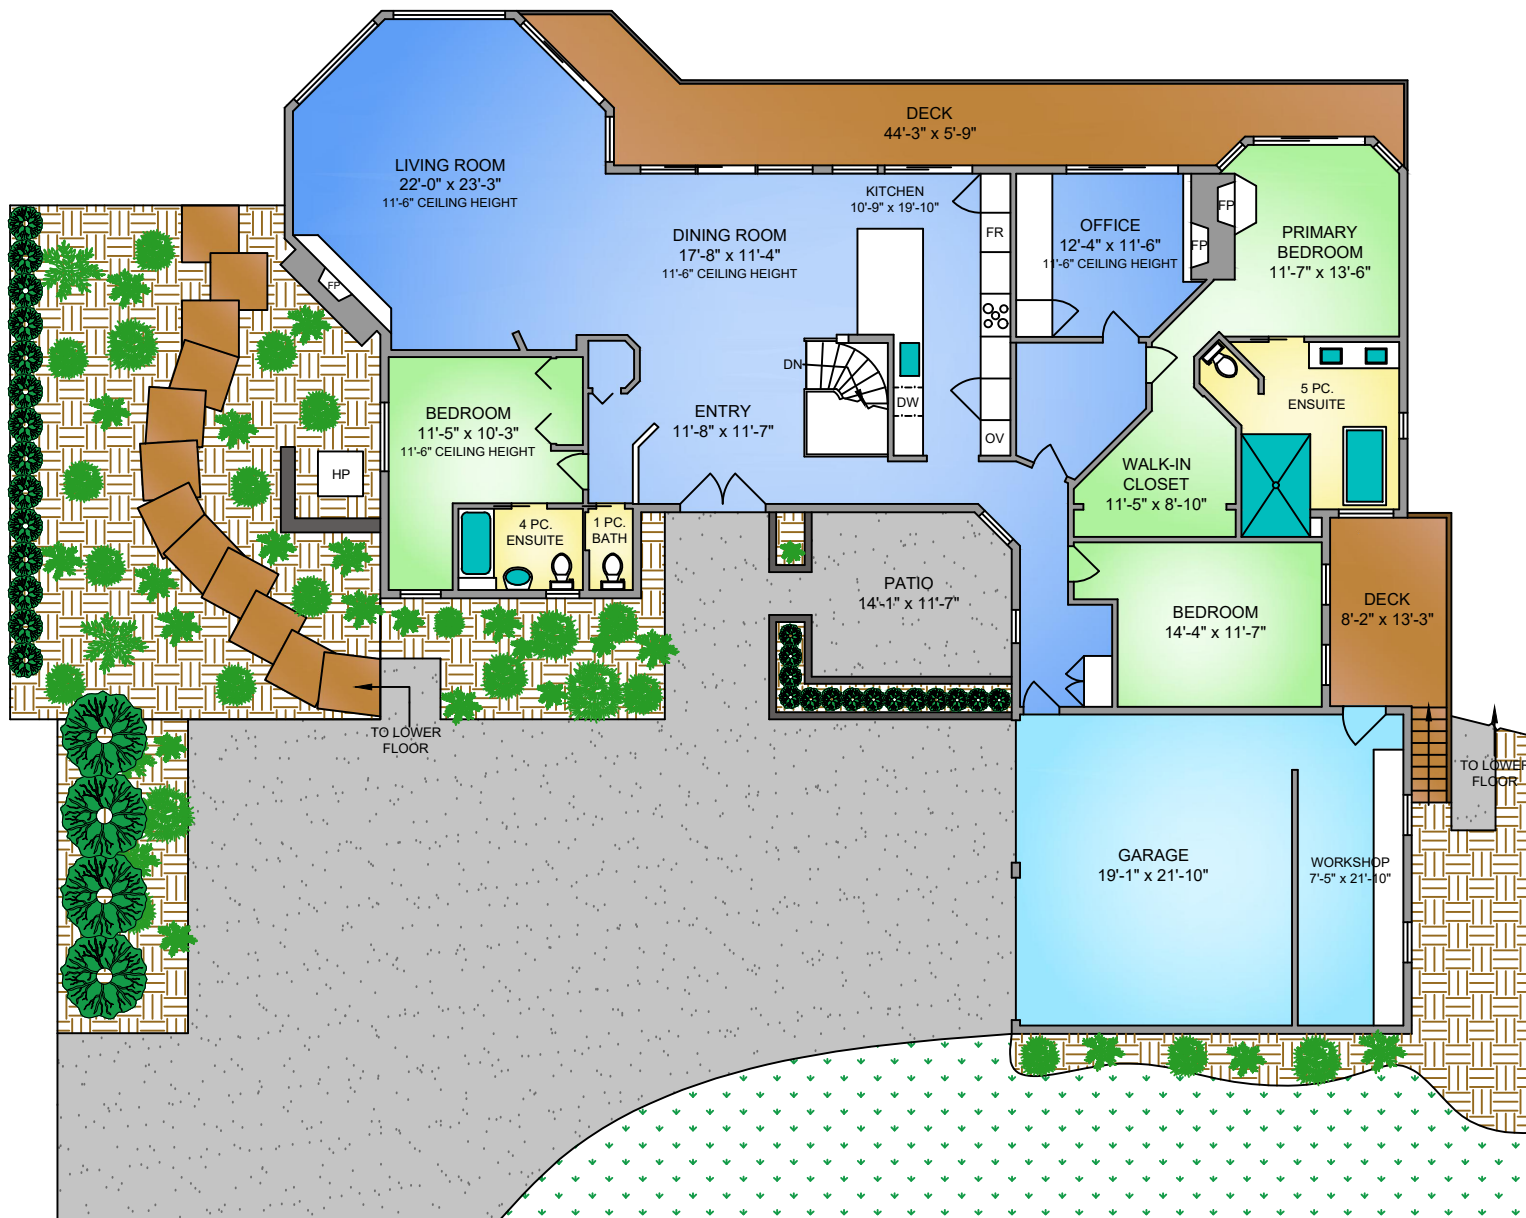 DECK
44'-3" x 5'-9"
LIVING ROOM
22'-0" x 23'-3"
11'-6" CEILING HEIGHT
KITCHEN
10'-9" x 19'-10"
DINING ROOM
17'-8" x 11'-4"
11'-6" CEILING HEIGHT
FR
OFFICE
12'-4" x 11'-6"
11'-6" CEILING HEIGHT
FP
FP
PRIMARY
BEDROOM
11'-7" x 13'-6"
FP
DN
DW
OV
BEDROOM
11'-5" x 10'-3"
11'-6" CEILING HEIGHT
ENTRY
11'-8" x 11'-7"
5 PC.
ENSUITE
HP
WALK-IN
CLOSET
11'-5" x 8'-10"
4 PC.
ENSUITE
1 PC.
BATH
PATIO
14'-1" x 11'-7"
BEDROOM
14'-4" x 11'-7"
DECK
8'-2" x 13'-3"
TO LOWER
FLOOR
TO LOWER
FLOOR
GARAGE
19'-1" x 21'-10"
WORKSHOP
7'-5" x 21'-10"